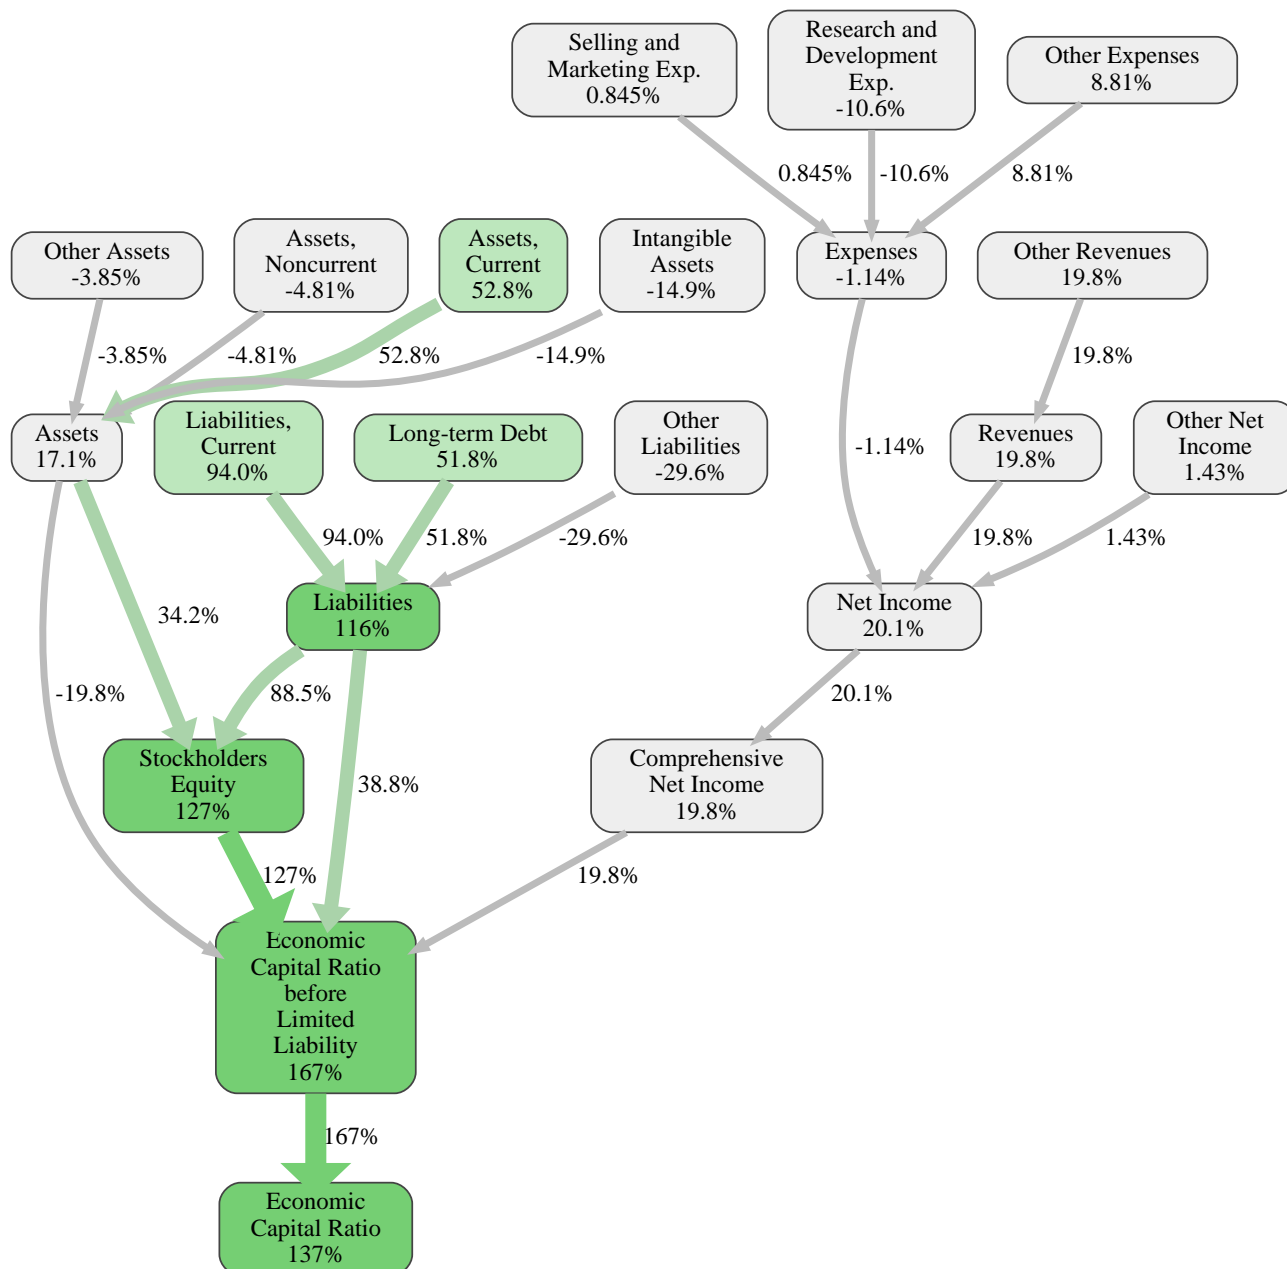 Selling and
Marketing Exp.
0.845%
Research and
Development
Exp.
-10.6%
Other Expenses
8.81%
0.845%
-10.6%
8.81%
Other Assets
-3.85%
Assets,
Noncurrent
-4.81%
Assets,
Current
52.8%
Intangible
Assets
-14.9%
Expenses
-1.14%
Other Revenues
19.8%
-3.85%
-4.81%
52.8%
-14.9%
19.8%
Assets
17.1%
Liabilities,
Current
94.0%
Long-term Debt
51.8%
Other
Liabilities
-29.6%
-1.14%
Revenues
19.8%
Other Net
Income
1.43%
94.0%
51.8%
-29.6%
19.8%
1.43%
34.2%
Liabilities
116%
Net Income
20.1%
-19.8%
88.5%
20.1%
Stockholders
Equity
127%
38.8%
Comprehensive
Net Income
19.8%
127%
19.8%
Economic
Capital Ratio
before
Limited
Liability
167%
167%
Economic
Capital Ratio
137%